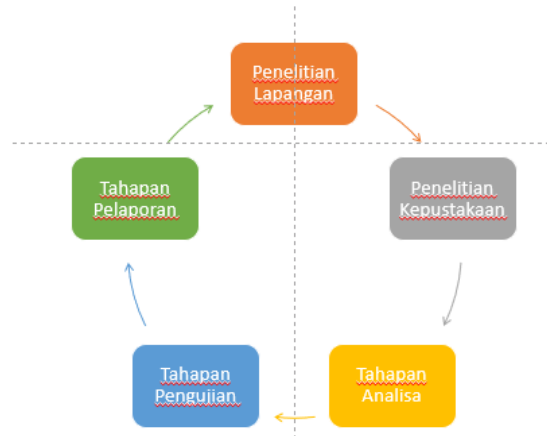 Penelitian
Lapangan
Penelitian
Kepustakaan
Tahapan
Analisa
Tahapan
Pengujian
Tahapan
Pelaporan